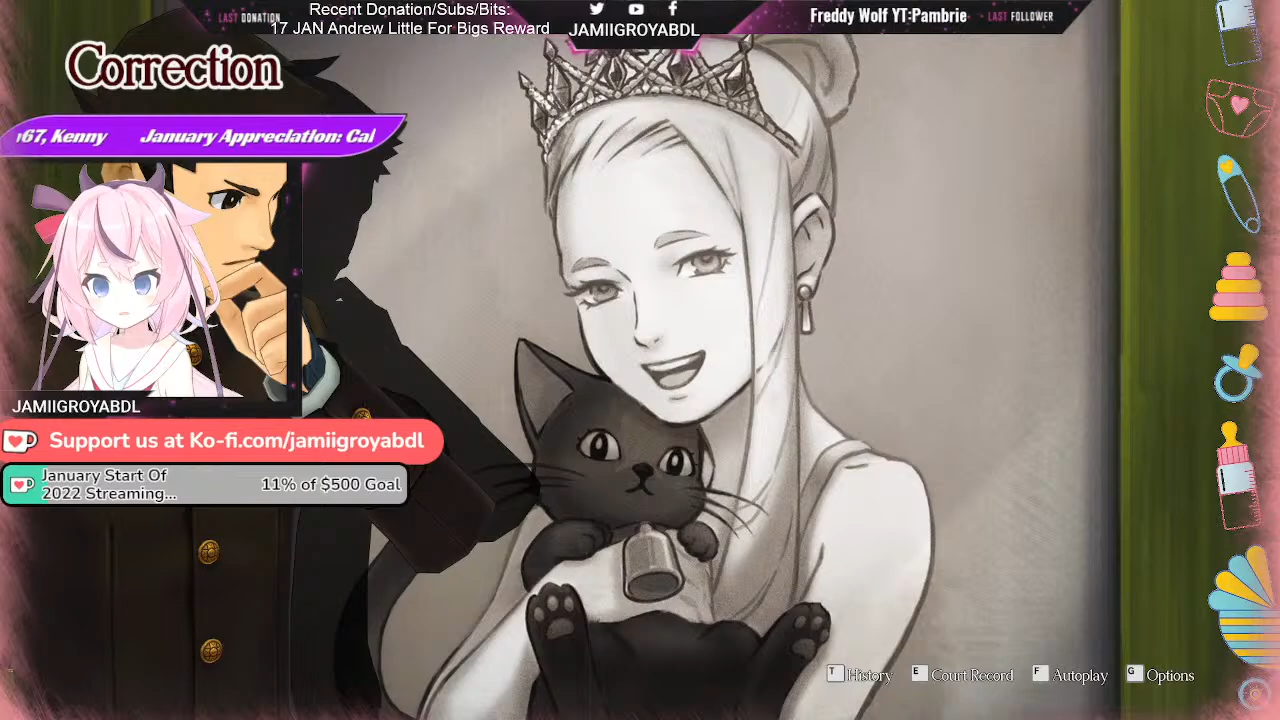 LAST DONATION
Recent Donation/Subs/Bits:
17 JAN Andrew Little For Bigs Reward
JAMIIGROYABDL
Freddy Wolf YT:Pambrie
LAST FOLLOWER
Correction
167, Kenny January Appreciation: Cal
JAMIIGROYABDL
Support us at Ko-fi.com/jamiigroyabdl
January Start Of
2022 Streaming...
11% of $500 Goal
T History E Court Record F Autoplay G Options